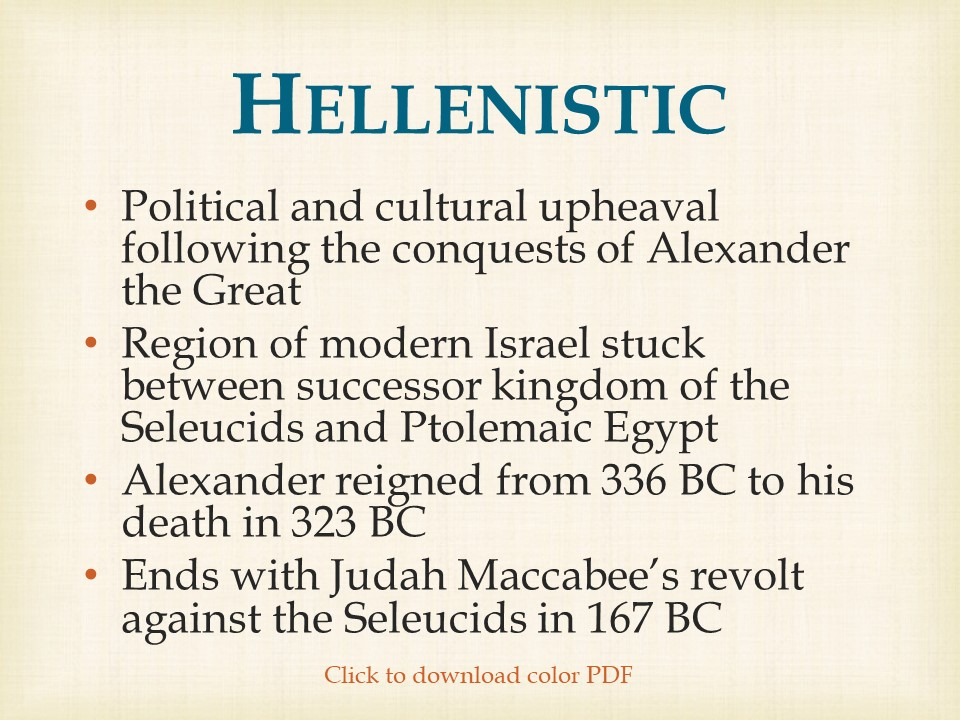 HELLENISTIC
• Political and cultural upheaval
following the conquests of Alexander
the Great
• Region of modern Israel stuck
between successor kingdom of the
Seleucids and Ptolemaic Egypt
• Alexander reigned from 336 BC to his
death in 323 BC
• Ends with Judah Maccabee’s revolt
against the Seleucids in 167 BC
Click to download color PDF